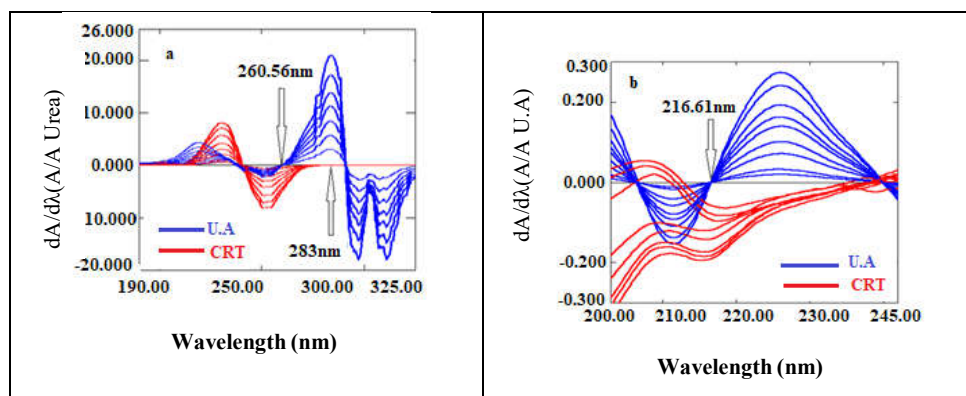 a
dA/dλ(A/A Urea)
26.000
20.000
10.000
0.000
10.000
-20.000
260.56nm
283nm
U.A
CRT
190.00 250.00 300.00 325.00
Wavelength (nm)
b
dA/dλ(A/A U.A)
0.300
0.200
0.000
-0.200
-0.300
216.61nm
U.A
CRT
200.00 210.00 220.00 230.00 245.00
Wavelength (nm)